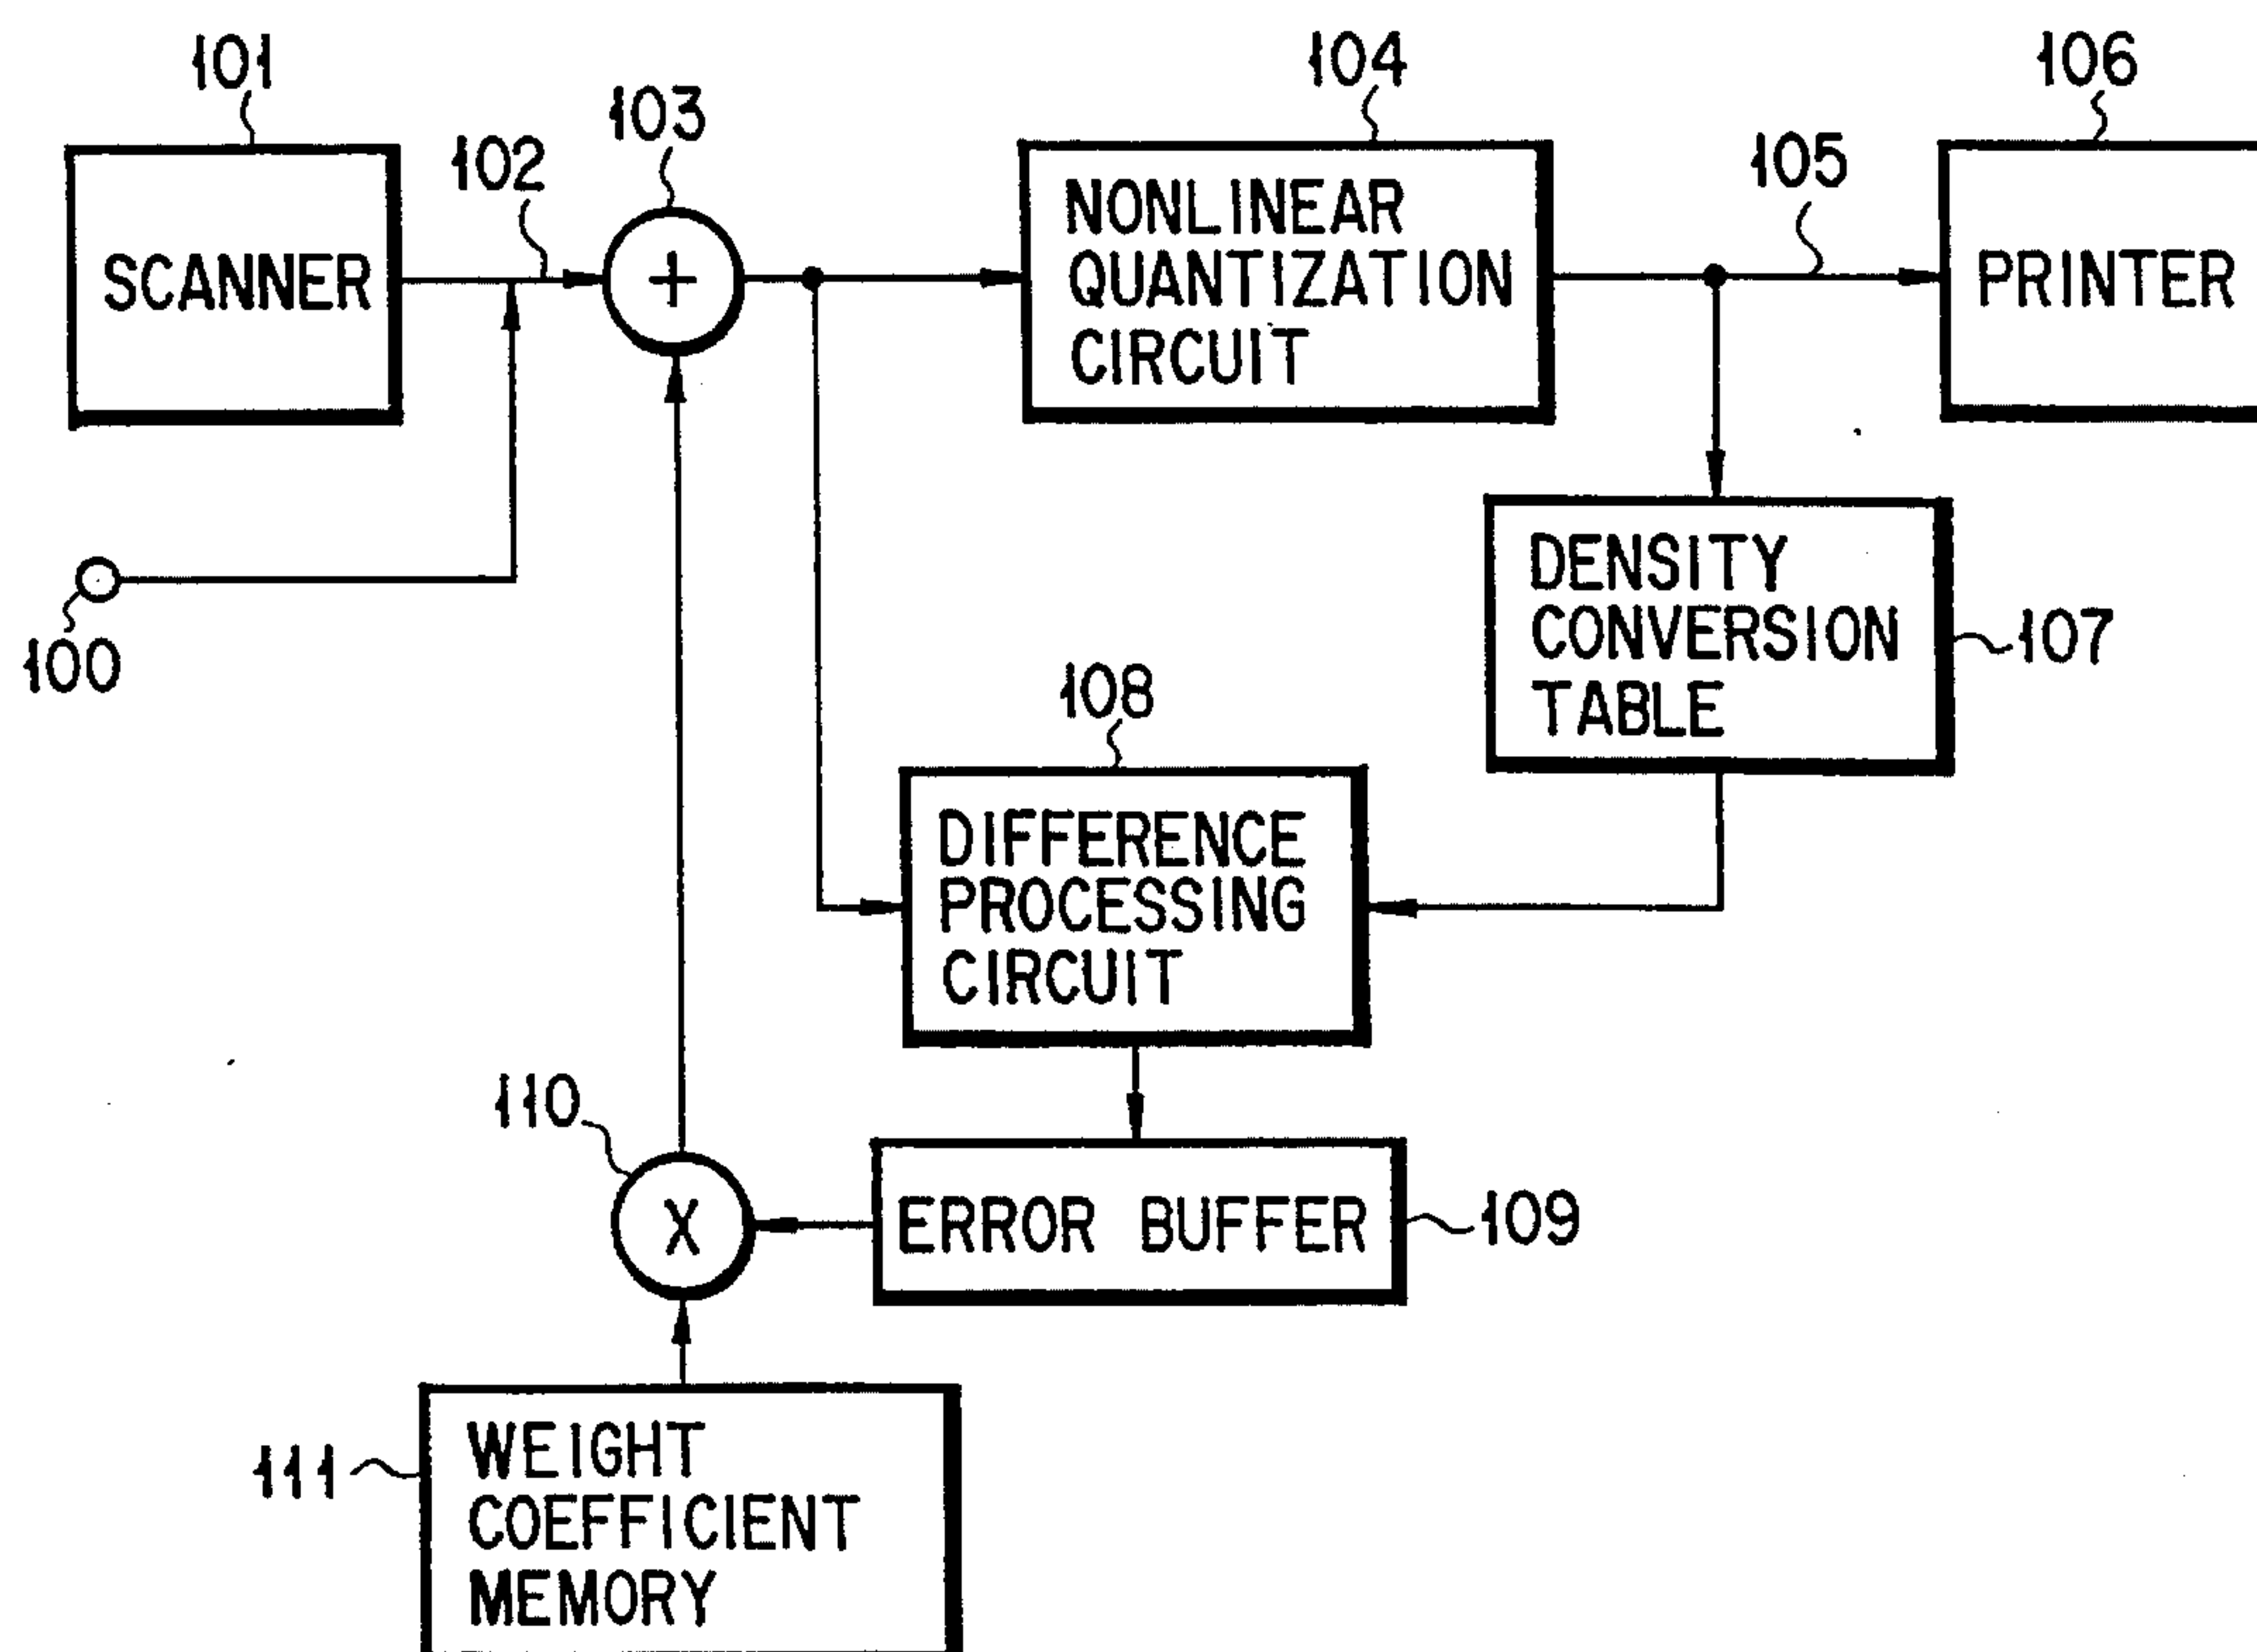 101
103
104
106
102
105
SCANNER
+
NONLINEAR
QUANTIZATION
CIRCUIT
PRINTER
100
DENSITY
CONVERSION
TABLE
107
108
DIFFERENCE
PROCESSING
CIRCUIT
110
X
ERROR BUFFER
109
111
WEIGHT
COEFFICIENT
MEMORY